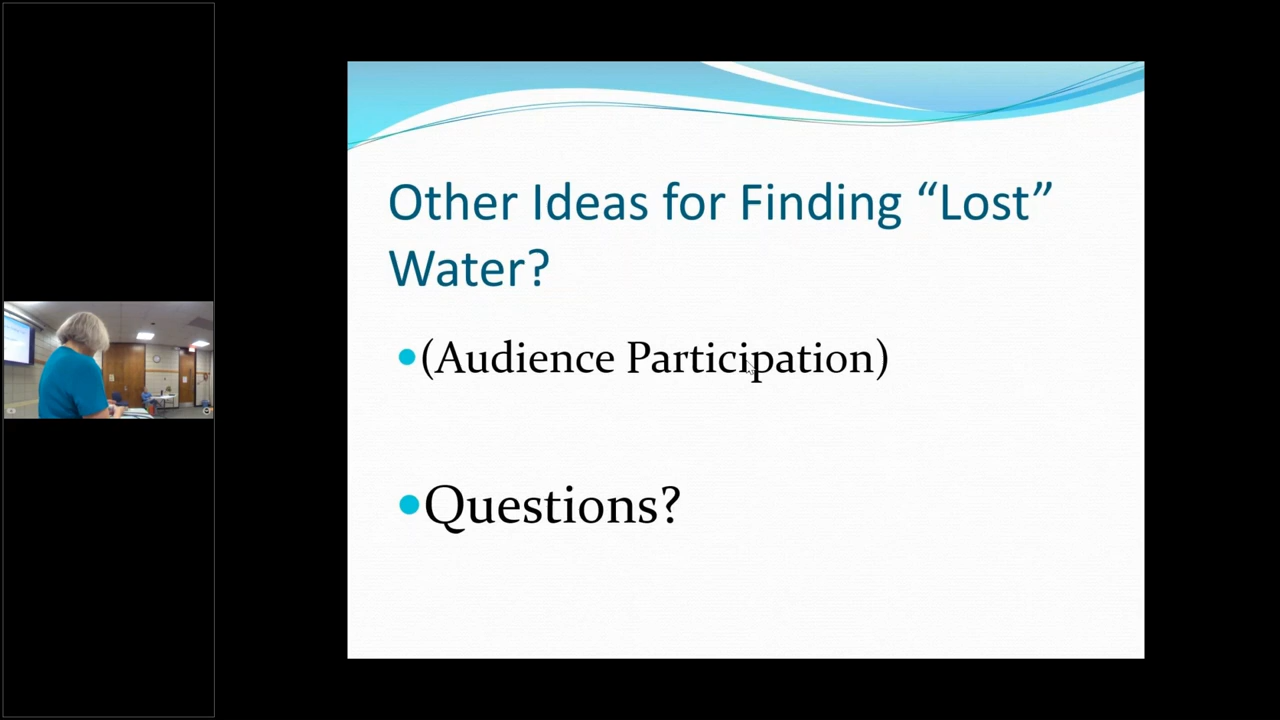 Other Ideas for Finding “Lost”
Water?
(Audience Participation)
Questions?